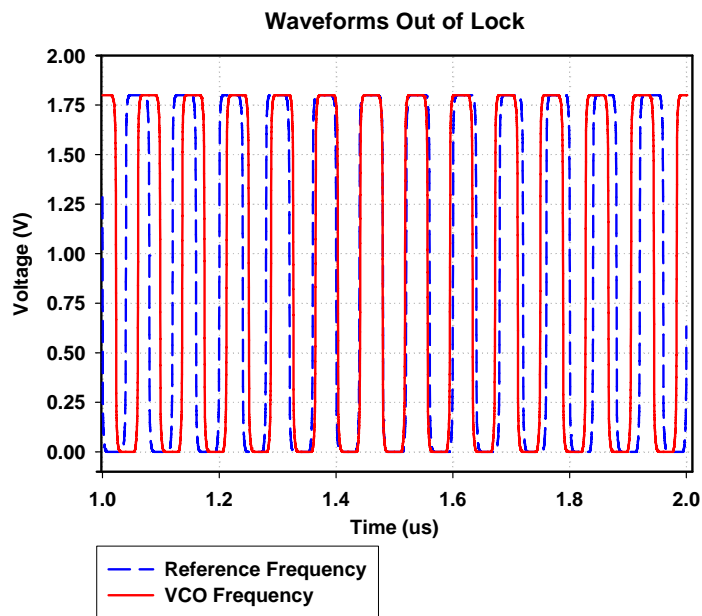 Waveforms Out of Lock
2.00
1.75
1.50
1.25
1.00
0.75
0.50
0.25
0.00
Voltage (V)
1.0 1.2 1.4 1.6 1.8 2.0
Time (us)
Reference Frequency
VCO Frequency